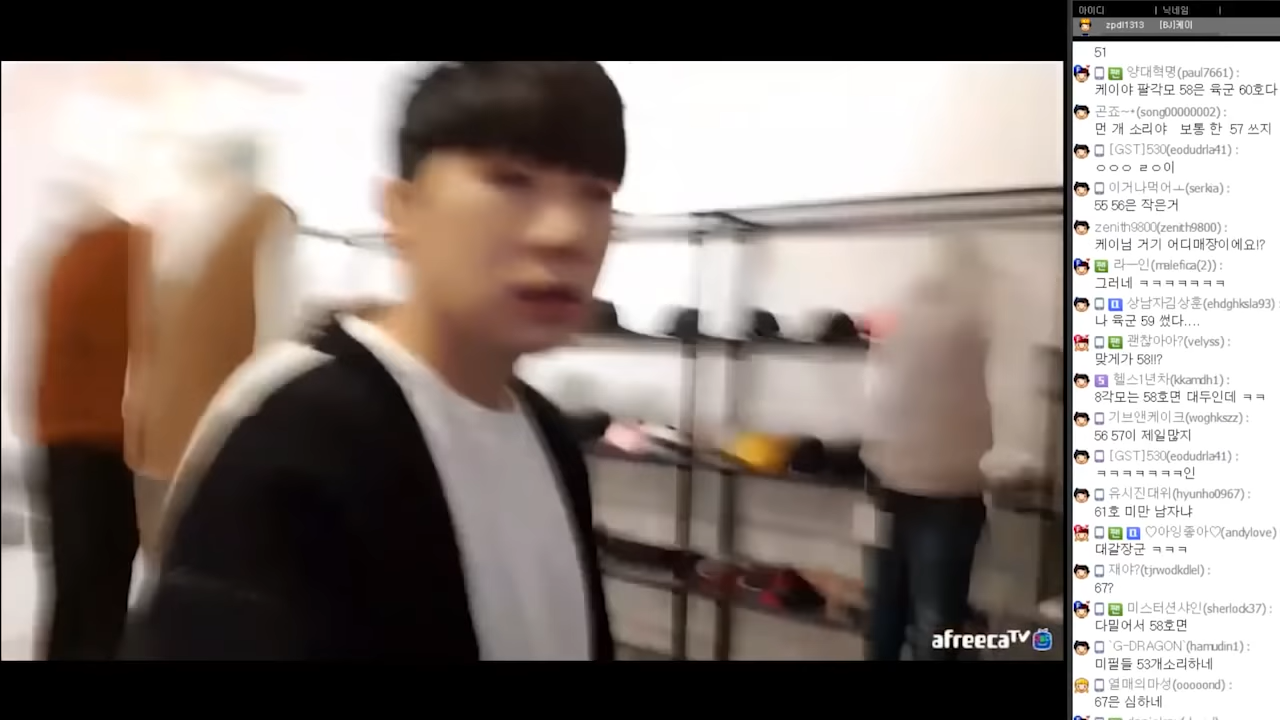 아이디 | 닉네임 |
zpdl1313 [BJ]케이
51
양대혁명(paul7661) :
케이야 팔각모 58은 육군 60호다
곤죠~*(song00000002) :
먼 개 소리야 보통 한 57 쓰지
[GST]530(eodudrla41) :
ㅇㅇㅇ ㄹㅇ이
이거나먹어ㅗ(serkia) :
55 56은 작은거
zenith9800(zenith9800) :
케이님 거기 어디매장이에요!?
라ㅡ인(malefica(2)) :
그러네 ㅋㅋㅋㅋㅋㅋㅋ
상남자김상훈(ehdghksla93) :
나 육군 59 썼다....
괜찮아아?(velyss) :
맞게가 58!!?
헬스1년차(kkamdh1) :
8각모는 58호면 대두인데 ㅋㅋ
기브앤케이크(woghkszz) :
56 57이 제일많지
[GST]530(eodudrla41) :
ㅋㅋㅋㅋㅋㅋㅋ인
유시진대위(hyunho0967) :
61호 미만 남자냐
♡아잉좋아♡(andylove)
대갈장군 ㅋㅋㅋ
재야?(tjrwodkdlel) :
67?
미스터션샤인(sherlock37) :
다밀어서 58호면
`G-DRAGON`(hamudin1) :
미필들 53개소리하네
열매의마성(ooooond) :
67은 심하네
afreecaTV